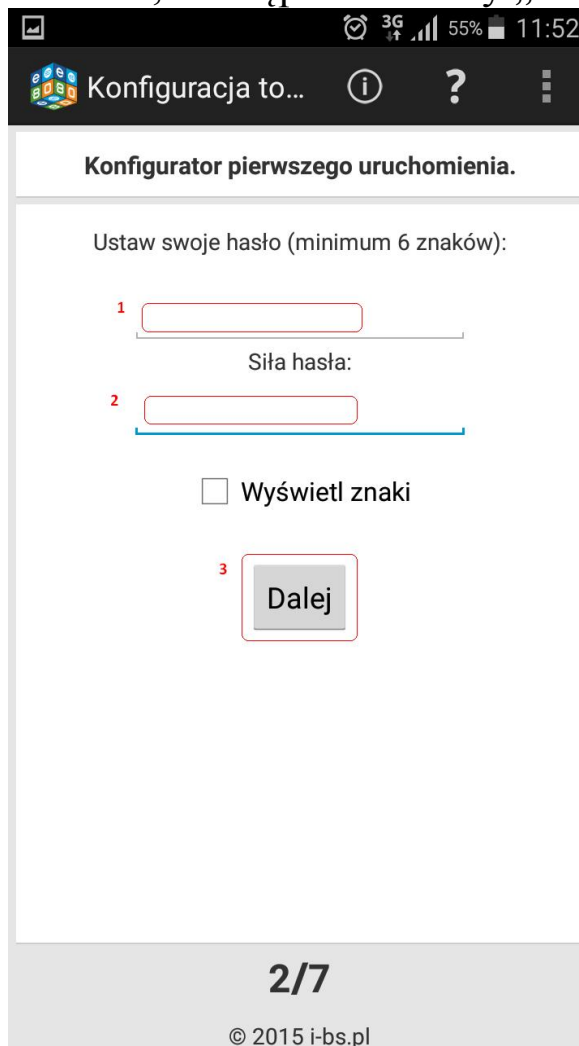 3G 55% 11:52
Konfiguracja to... i ?
Konfigurator pierwszego uruchomienia.
Ustaw swoje hasło (minimum 6 znaków):
1
Siła hasła:
2
Wyświetl znaki
3
Dalej
2/7
© 2015 i-bs.pl